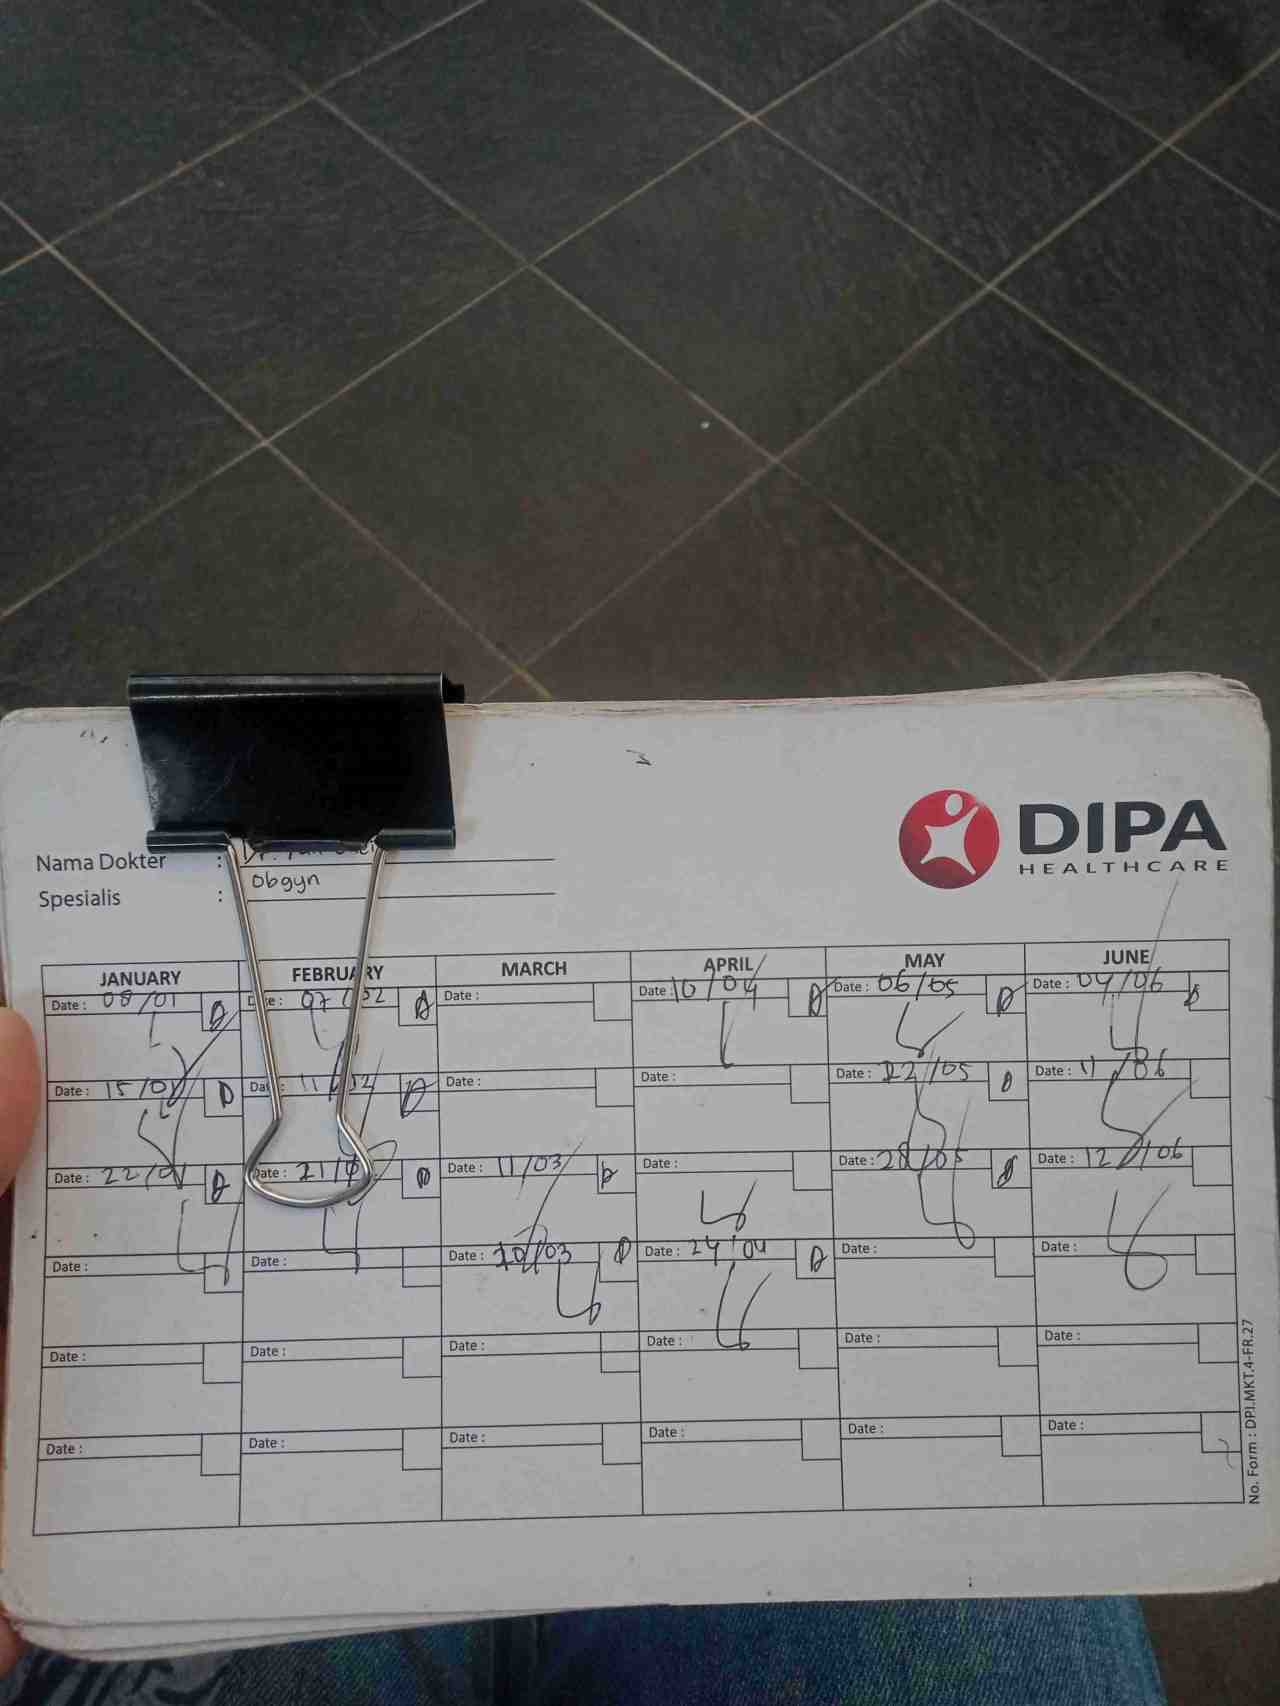 DIPA
HEALTHCARE
Nama Dokter :
Spesialis : Obgyn
JANUARY FEBRUARY MARCH APRIL MAY JUNE
Date : 08/01 Date : 07/02 Date : Date : 10/04 Date : 06/05 Date : 04/06
Date : 15/01 Date : 11/02 Date : Date : Date : 22/05 Date : 11/06
Date : 22/01 Date : 21/02 Date : 11/03 Date : Date : 28/05 Date : 12/06
Date : Date : Date : 20/03 Date : 24/04 Date : Date :
Date : Date : Date : Date : Date : Date :
Date : Date : Date : Date : Date : Date :
No. Form : DPI.MKT.4-FR.27